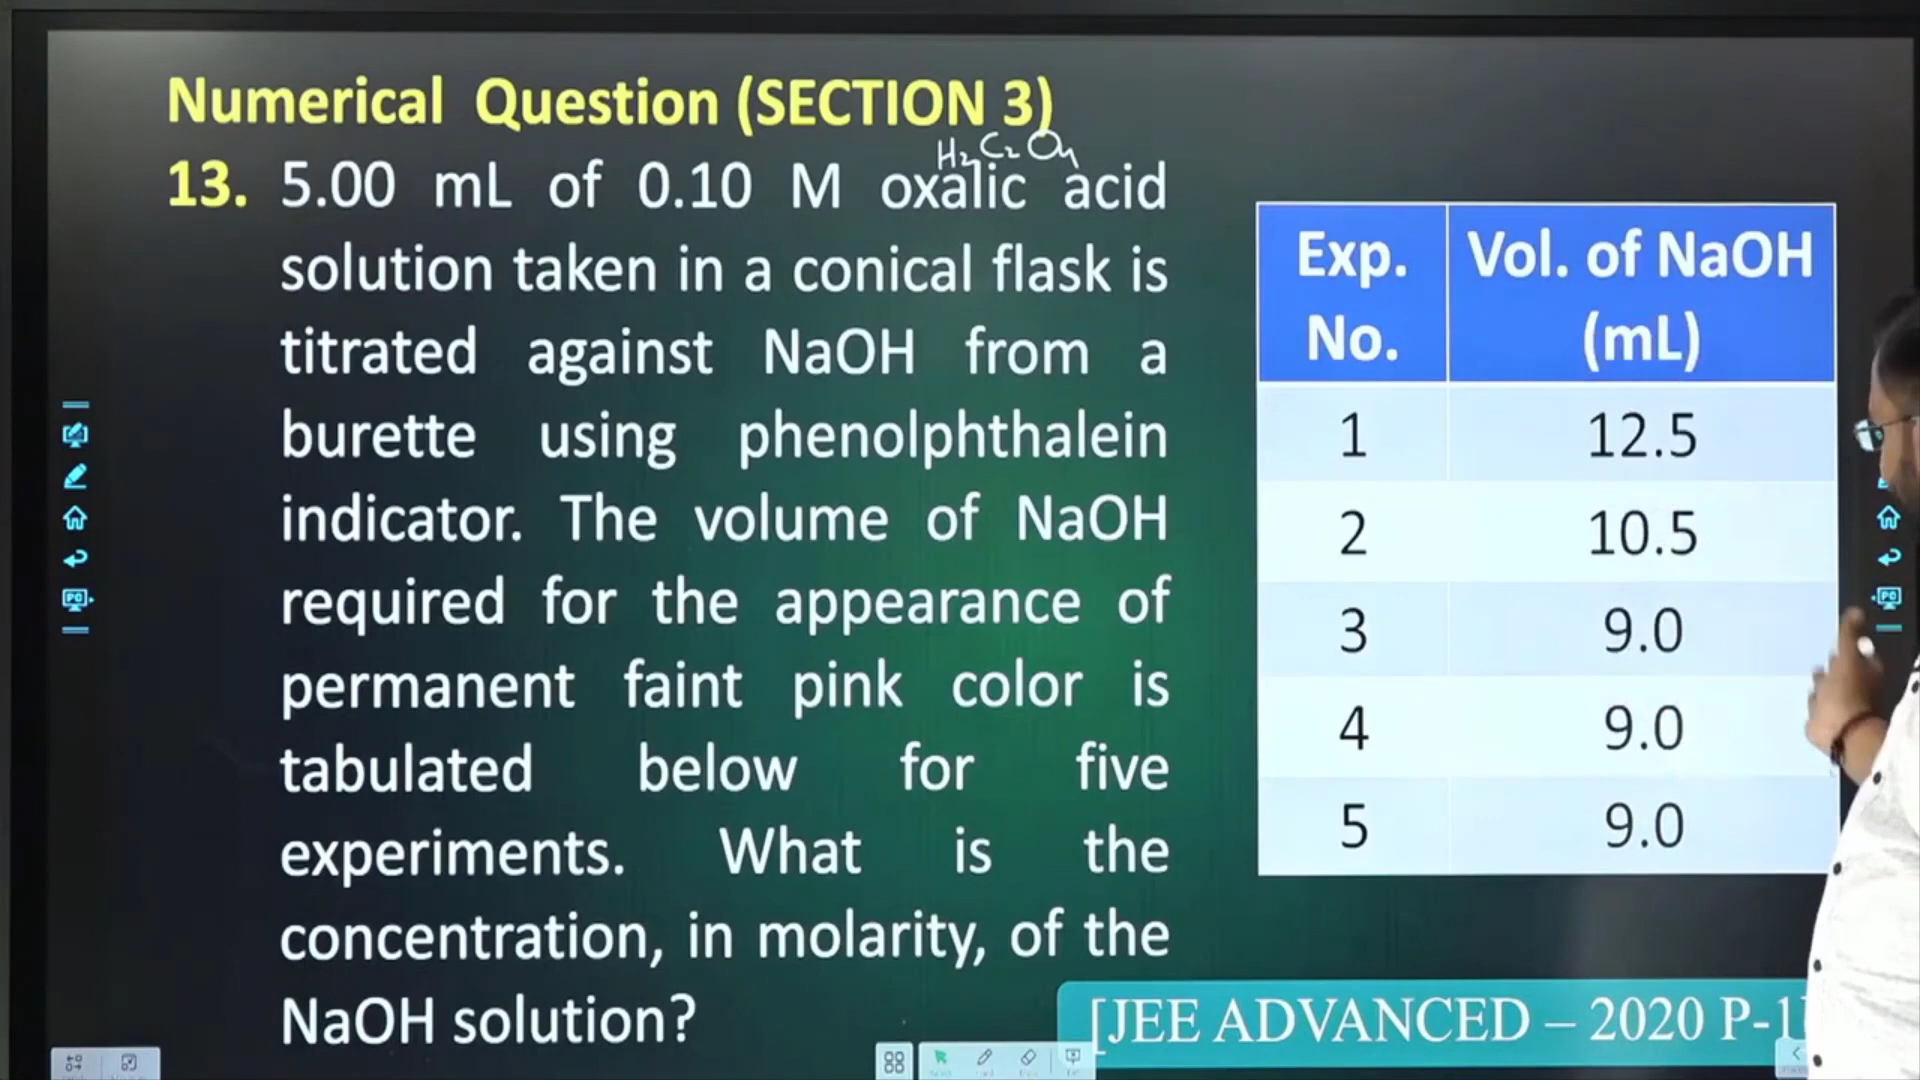 Numerical Question (SECTION 3)
H₂C₂O₄
13. 5.00 mL of 0.10 M oxalic acid
solution taken in a conical flask is
titrated against NaOH from a
burette using phenolphthalein
indicator. The volume of NaOH
required for the appearance of
permanent faint pink color is
tabulated below for five
experiments. What is the
concentration, in molarity, of the
NaOH solution?
Exp. No. Vol. of NaOH (mL)
1 12.5
2 10.5
3 9.0
4 9.0
5 9.0
[JEE ADVANCED – 2020 P-1
PC
PC